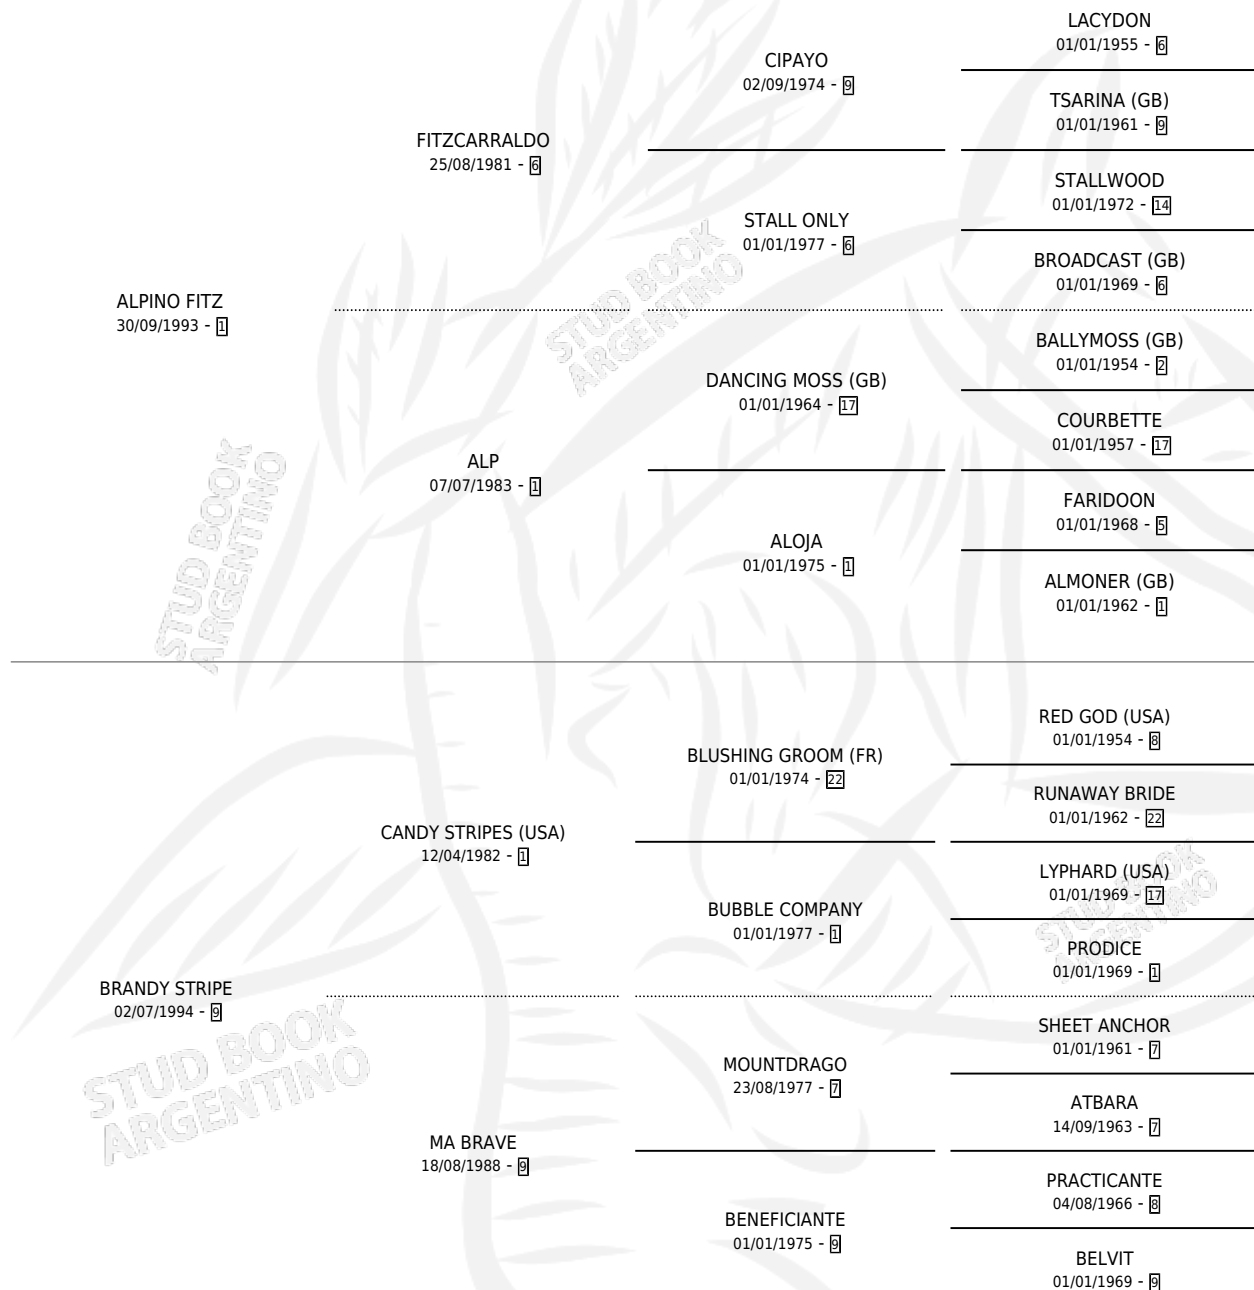 LACYDON
01/01/1955 - 6
CIPAYO
02/09/1974 - 9
TSARINA (GB)
01/01/1961 - 9
FITZCARRALDO
25/08/1981 - 6
STALLWOOD
01/01/1972 - 14
STALL ONLY
01/01/1977 - 6
BROADCAST (GB)
01/01/1969 - 6
ALPINO FITZ
30/09/1993 - 1
STUD BOOK
ARGENTINO
BALLYMOSS (GB)
01/01/1954 - 2
DANCING MOSS (GB)
01/01/1964 - 17
COURBETTE
01/01/1957 - 17
ALP
07/07/1983 - 1
FARIDOON
01/01/1968 - 5
ALOJA
01/01/1975 - 1
ALMONER (GB)
01/01/1962 - 1
STUD BOOK
ARGENTINO
RED GOD (USA)
01/01/1954 - 8
BLUSHING GROOM (FR)
01/01/1974 - 22
RUNAWAY BRIDE
01/01/1962 - 22
CANDY STRIPES (USA)
12/04/1982 - 1
LYPHARD (USA)
01/01/1969 - 17
BUBBLE COMPANY
01/01/1977 - 1
STUD BOOK
ARGENTINO
PRODICE
01/01/1969 - 1
BRANDY STRIPE
02/07/1994 - 9
SHEET ANCHOR
01/01/1961 - 7
MOUNTDRAGO
23/08/1977 - 7
STUD BOOK
ARGENTINO
ATBARA
14/09/1963 - 7
MA BRAVE
18/08/1988 - 9
PRACTICANTE
04/08/1966 - 8
BENEFICIANTE
01/01/1975 - 9
BELVIT
01/01/1969 - 9